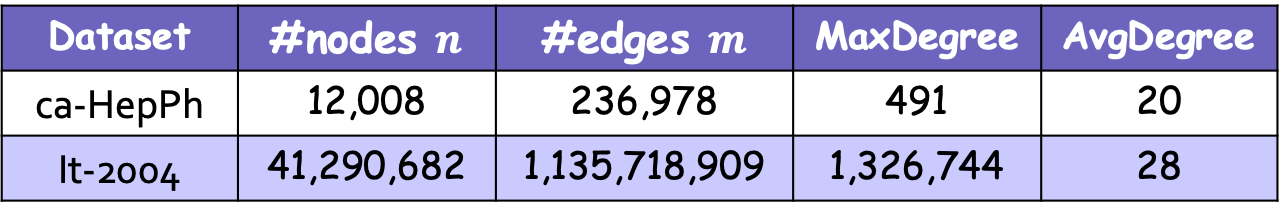 Dataset #nodes n #edges m MaxDegree AvgDegree
ca-HepPh 12,008 236,978 491 20
It-2004 41,290,682 1,135,718,909 1,326,744 28